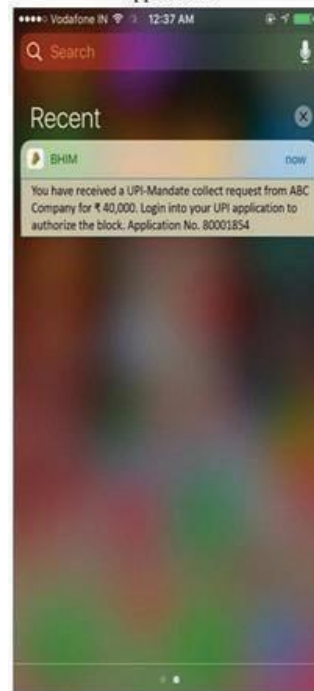 Vodafone IN 12:37 AM
Search
Recent
BHIM now
You have received a UPI-Mandate collect request from ABC
Company for ₹ 40,000. Login into your UPI application to
authorize the block. Application No. 80001854